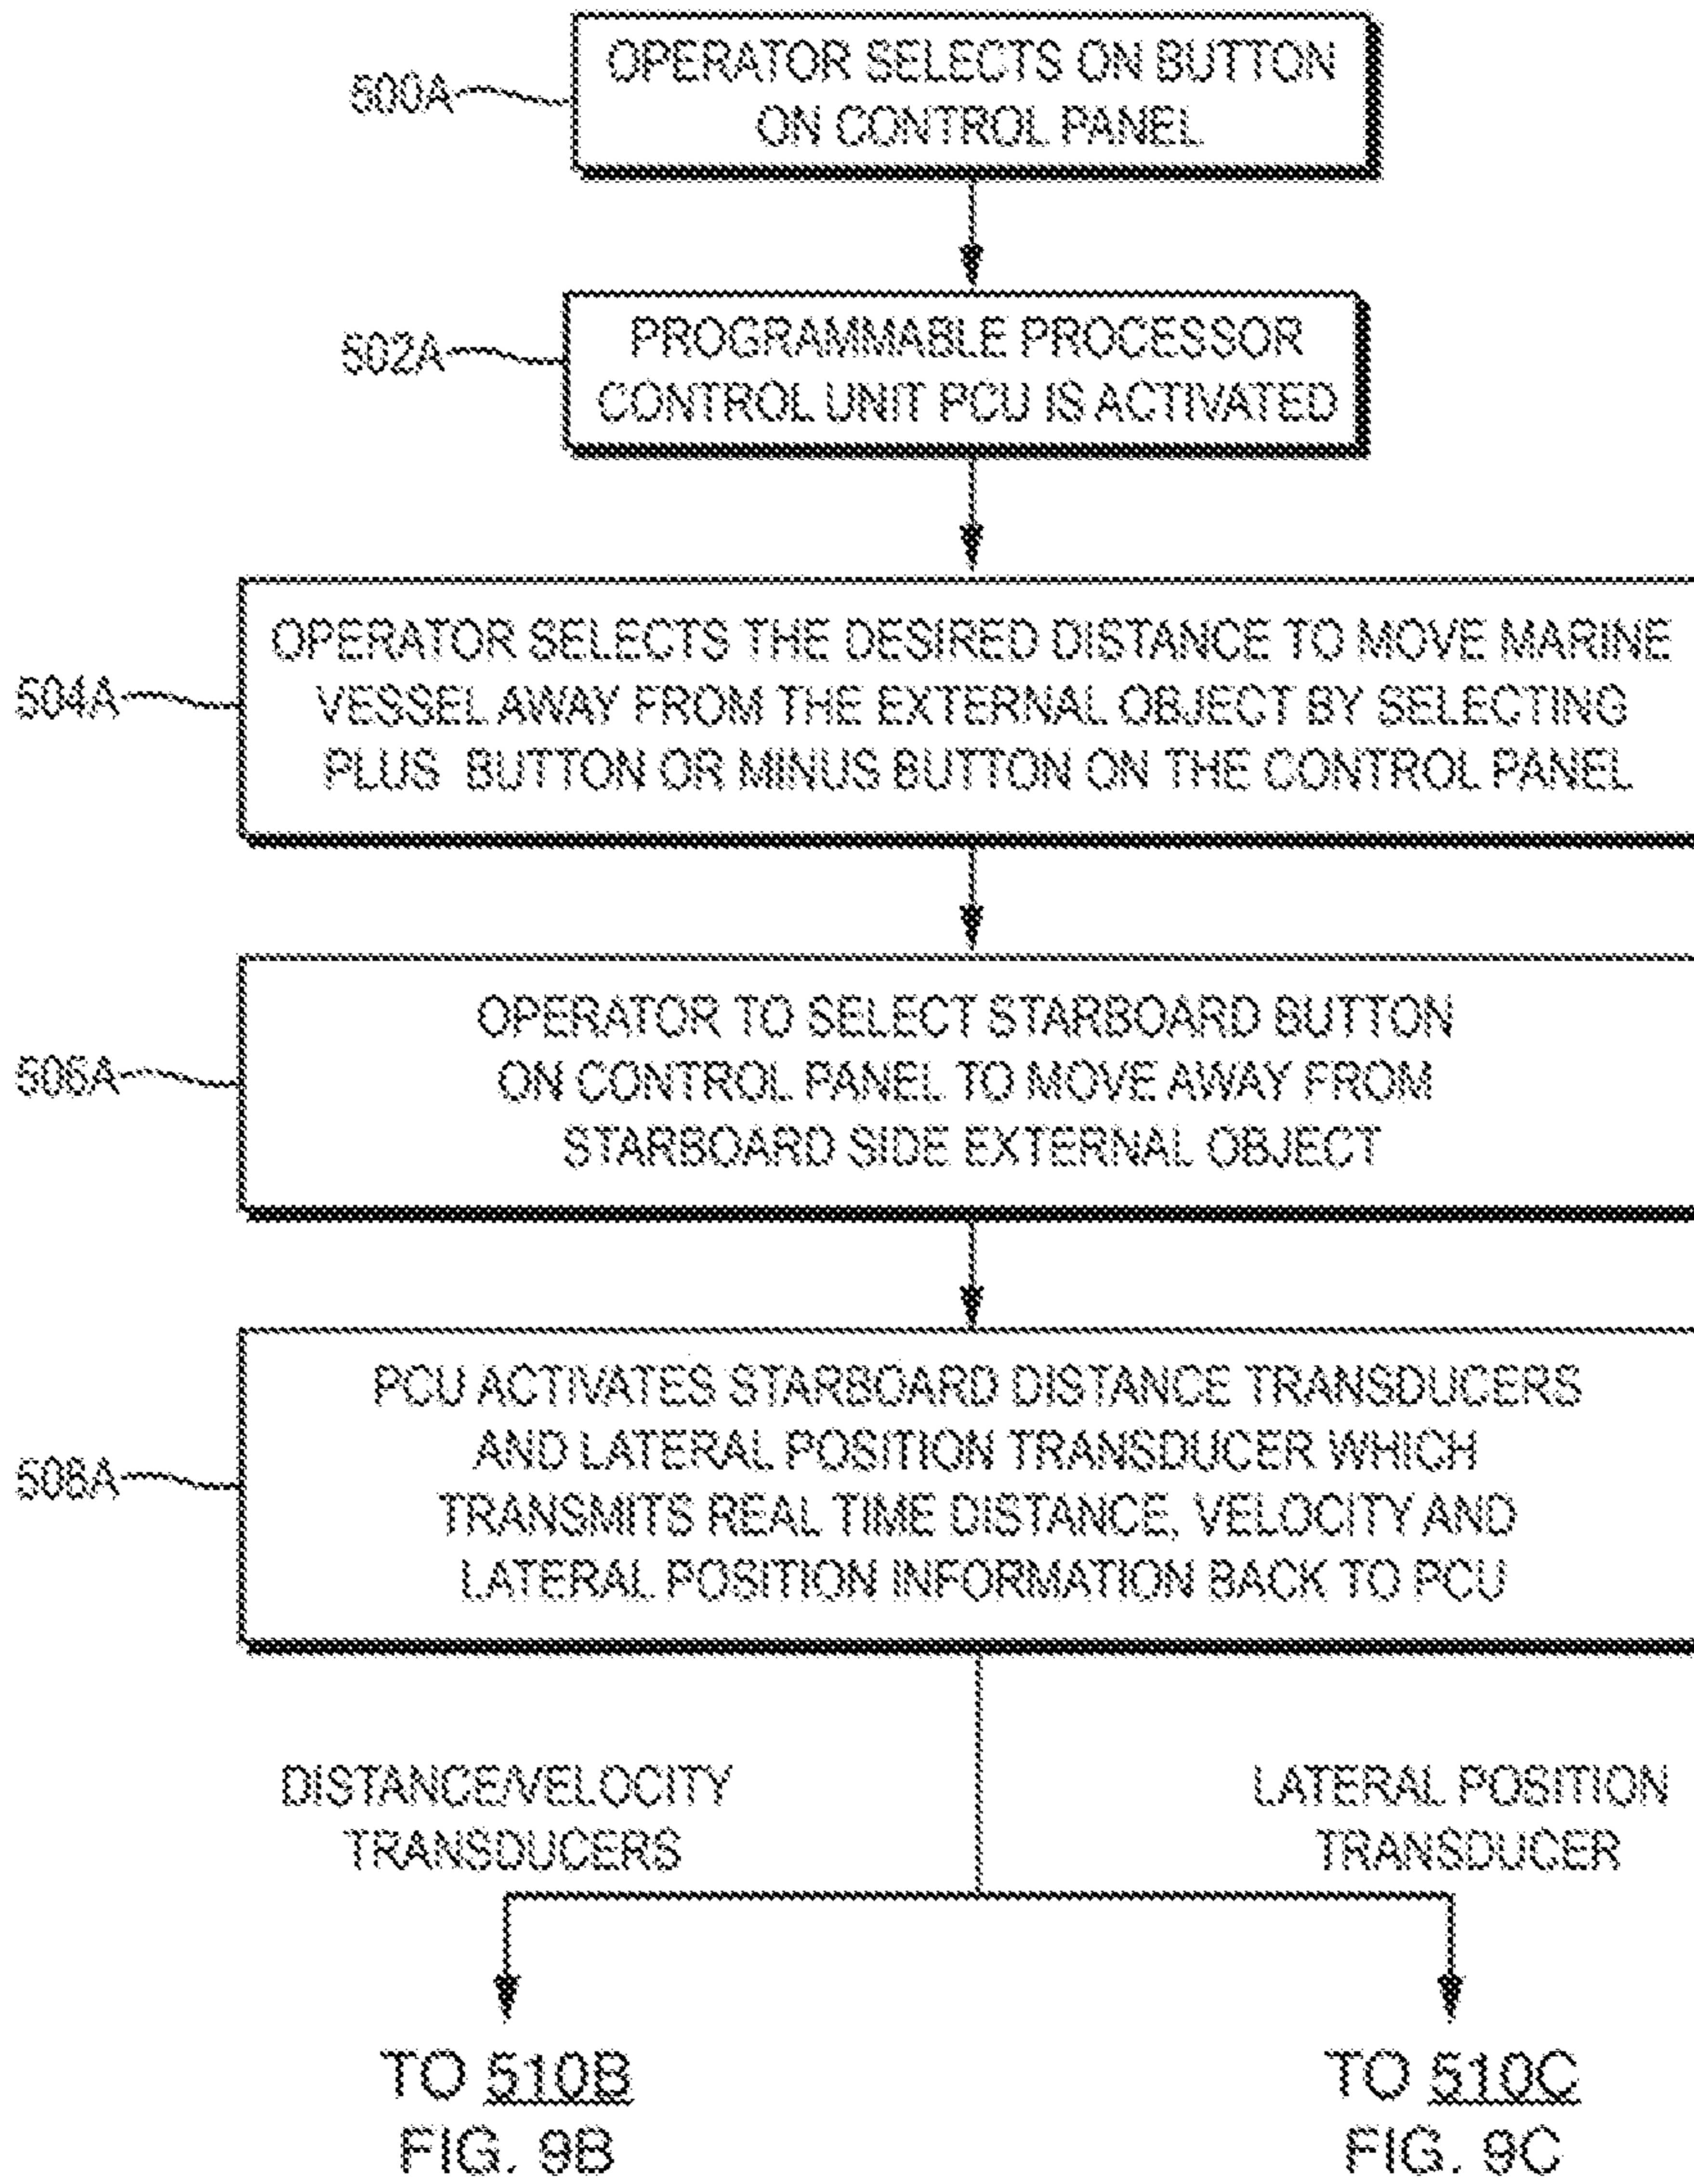 500A
OPERATOR SELECTS ON BUTTON
ON CONTROL PANEL
502A
PROGRAMMABLE PROCESSOR
CONTROL UNIT PCU IS ACTIVATED
504A
OPERATOR SELECTS THE DESIRED DISTANCE TO MOVE MARINE
VESSEL AWAY FROM THE EXTERNAL OBJECT BY SELECTING
PLUS BUTTON OR MINUS BUTTON ON THE CONTROL PANEL
506A
OPERATOR TO SELECT STARBOARD BUTTON
ON CONTROL PANEL TO MOVE AWAY FROM
STARBOARD SIDE EXTERNAL OBJECT
508A
PCU ACTIVATES STARBOARD DISTANCE TRANSDUCERS
AND LATERAL POSITION TRANSDUCER WHICH
TRANSMITS REAL TIME DISTANCE, VELOCITY AND
LATERAL POSITION INFORMATION BACK TO PCU
DISTANCE/VELOCITY
TRANSDUCERS
LATERAL POSITION
TRANSDUCER
TO 510B
FIG. 9B
TO 510C
FIG. 9C